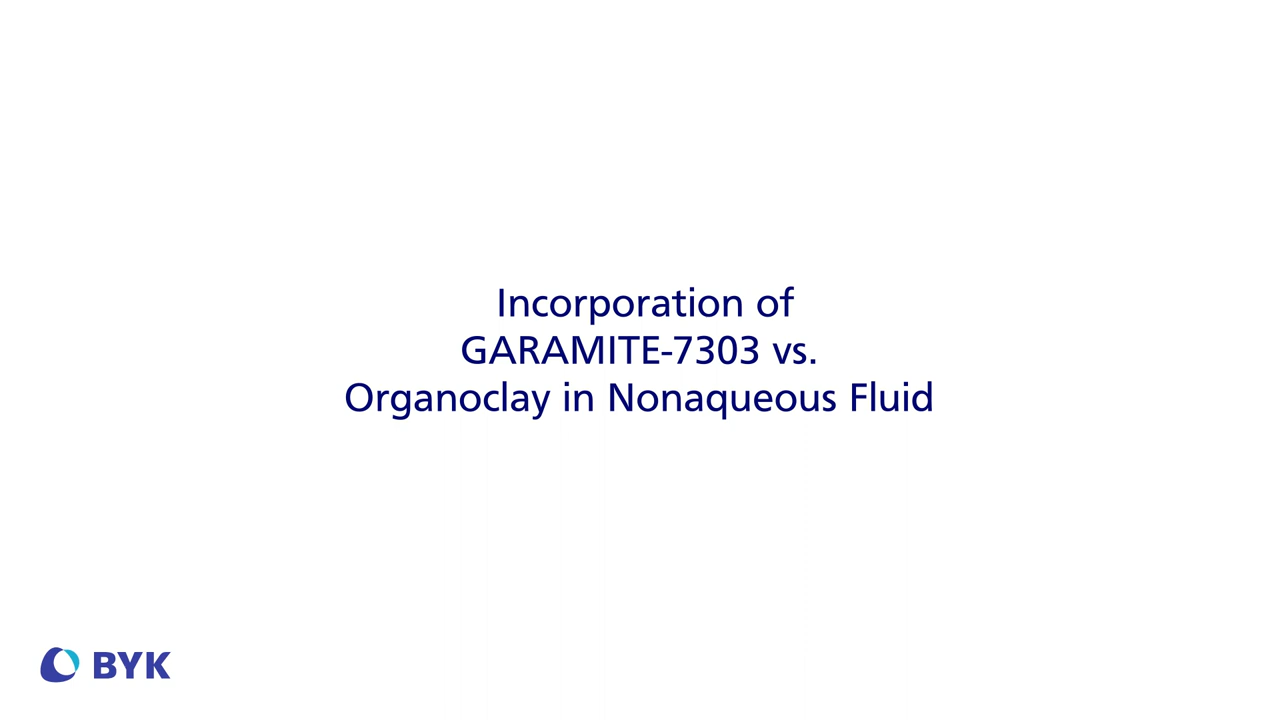 Incorporation of
GARAMITE-7303 vs.
Organoclay in Nonaqueous Fluid
BYK